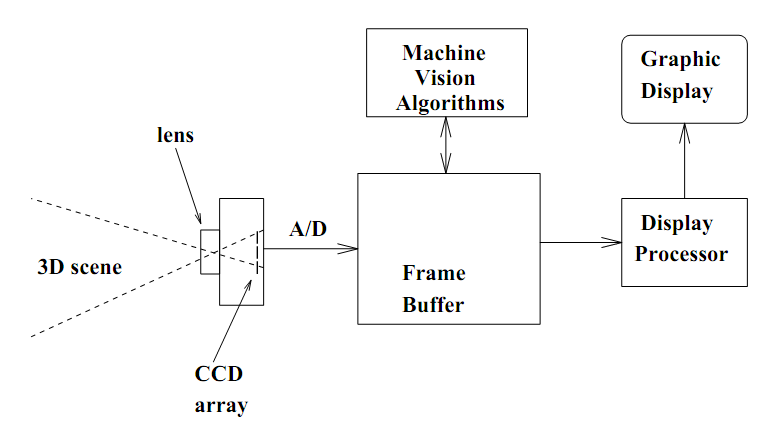 Machine
Vision
Algorithms
Graphic
Display
lens
A/D
Display
Processor
3D scene
Frame
Buffer
CCD
array